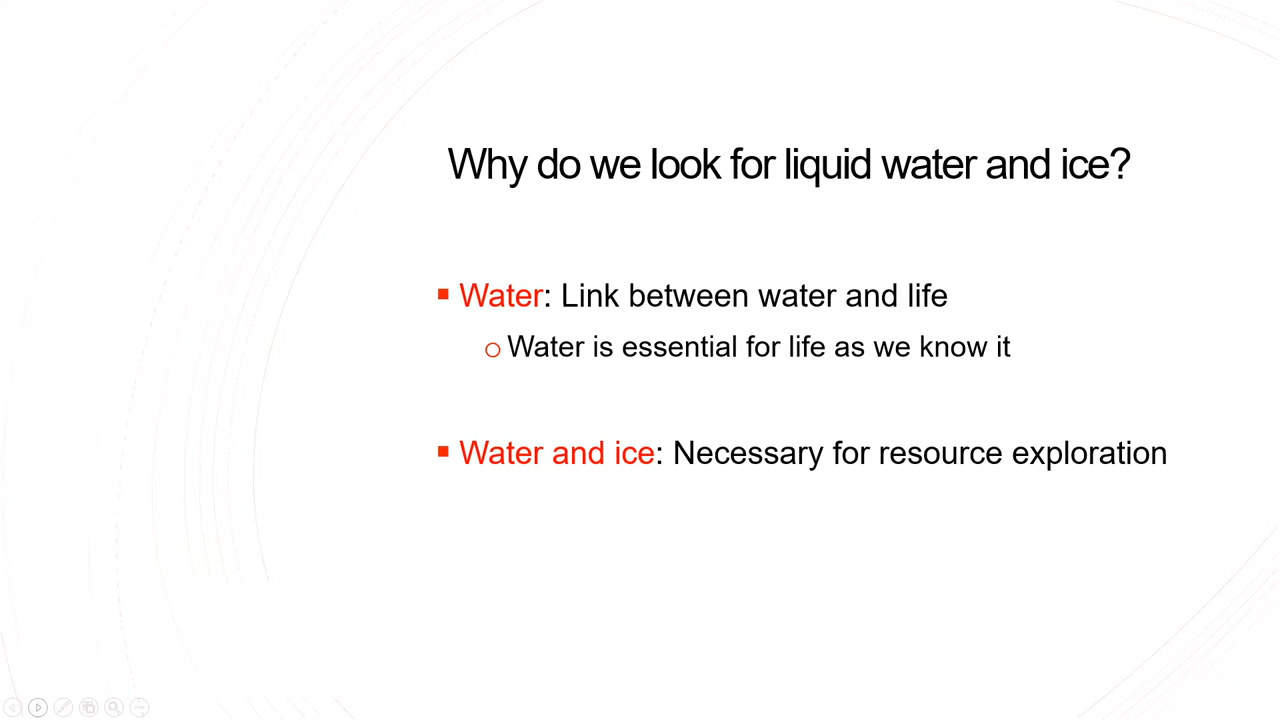 Why do we look for liquid water and ice?
Water: Link between water and life
Water is essential for life as we know it
Water and ice: Necessary for resource exploration